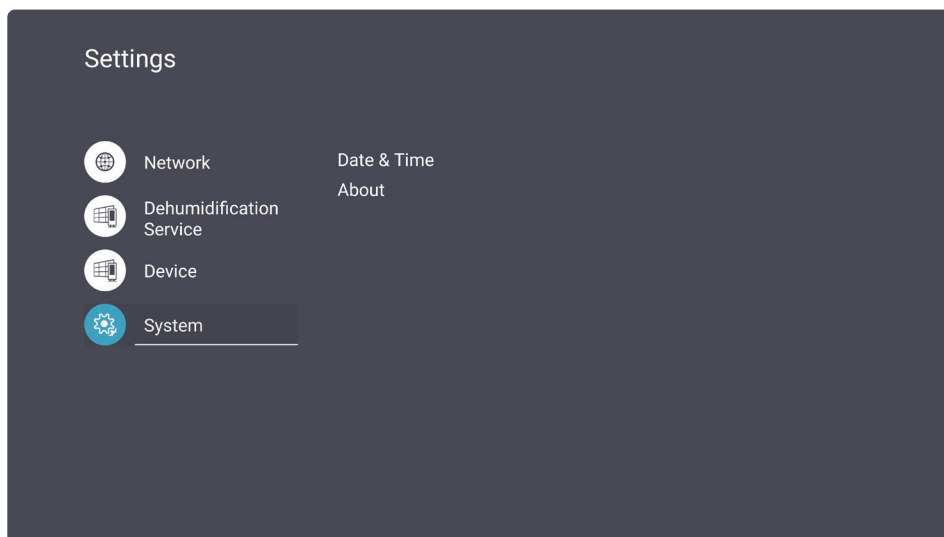 Settings
Network
Dehumidification
Service
Device
System
Date & Time
About